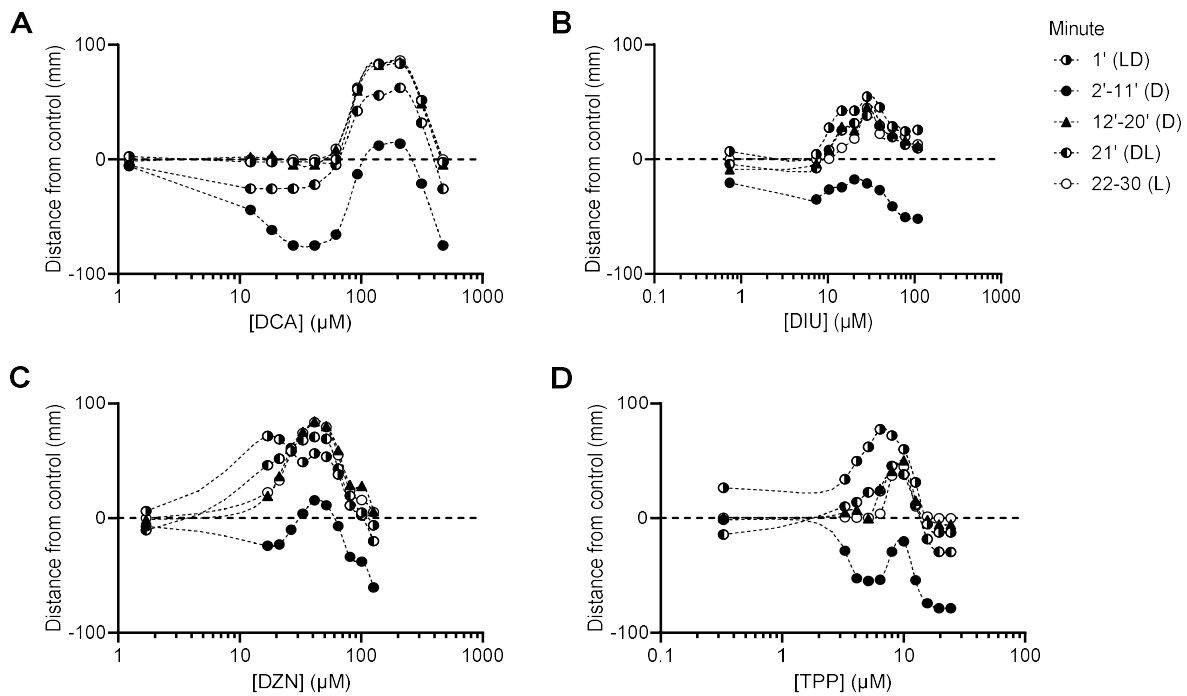 A
Distance from control (mm)
100
0
-100
1
10
100
1000
[DCA] (µM)
B
Distance from control (mm)
100
0
-100
0.1
1
10
100
1000
[DIU] (µM)
Minute
1' (LD)
2'-11' (D)
12'-20' (D)
21' (DL)
22-30 (L)
C
Distance from control (mm)
100
0
-100
1
10
100
1000
[DZN] (µM)
D
Distance from control (mm)
100
0
-100
0.1
1
10
100
[TPP] (µM)